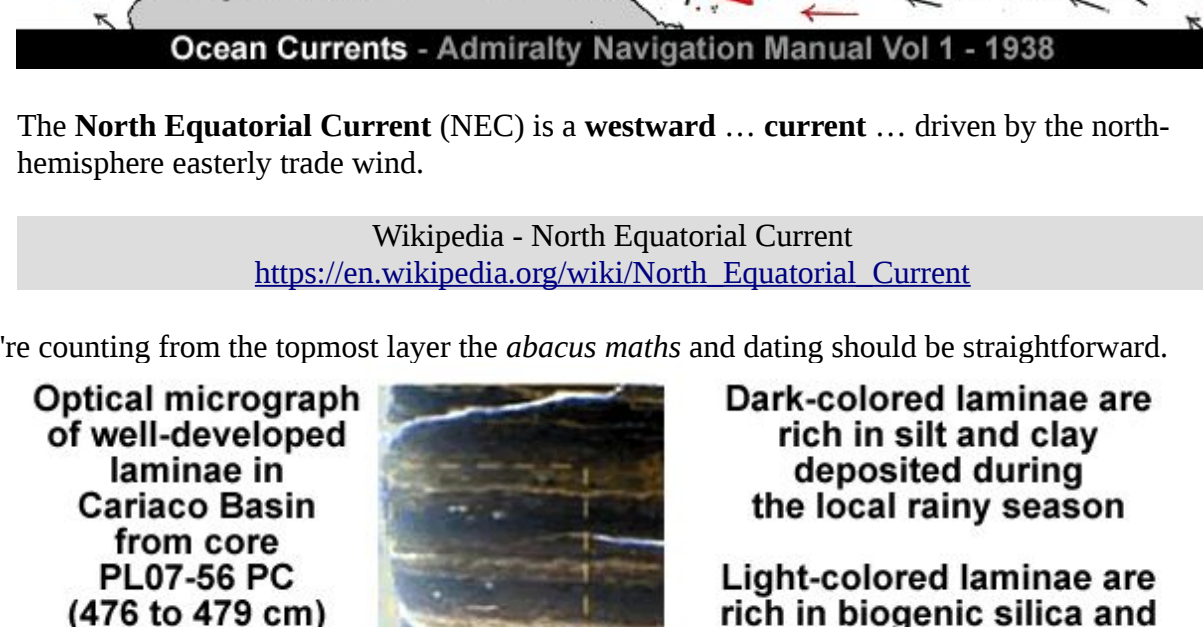 Ocean Currents - Admiralty Navigation Manual Vol 1 - 1938
The North Equatorial Current (NEC) is a westward … current … driven by the north-
hemisphere easterly trade wind.
Wikipedia - North Equatorial Current
https://en.wikipedia.org/wiki/North_Equatorial_Current
're counting from the topmost layer the abacus maths and dating should be straightforward.
Optical micrograph
of well-developed
laminae in
Cariaco Basin
from core
PL07-56 PC
(476 to 479 cm)
Dark-colored laminae are
rich in silt and clay
deposited during
the local rainy season
Light-colored laminae are
rich in biogenic silica and